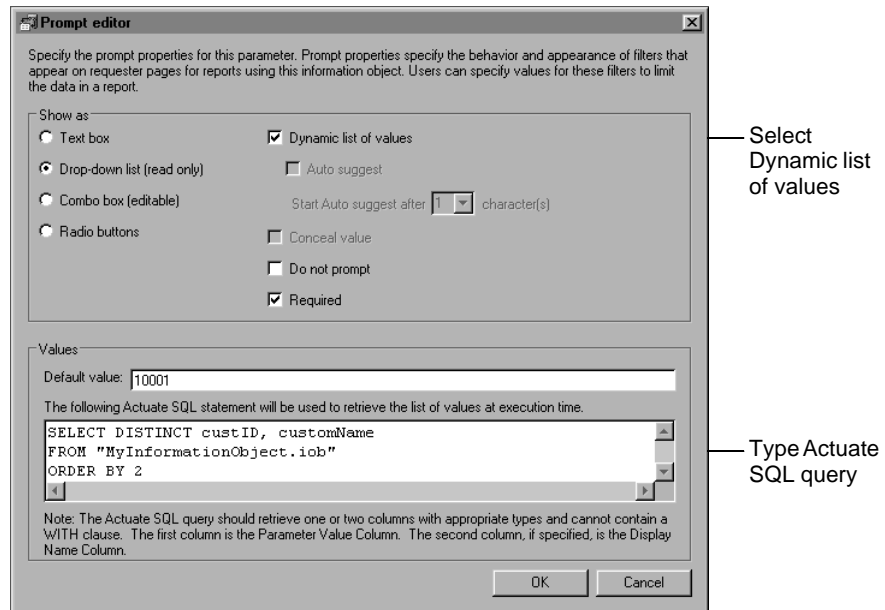 Prompt editor
Specify the prompt properties for this parameter. Prompt properties specify the behavior and appearance of filters that
appear on requester pages for reports using this information object. Users can specify values for these filters to limit
the data in a report.
Show as
Text box
Dynamic list of values
Drop-down list (read only)
Auto suggest
Combo box (editable)
Start Auto suggest after 1 character(s)
Radio buttons
Conceal value
Do not prompt
Required
Select
Dynamic list
of values
Values
Default value: 10001
The following Actuate SQL statement will be used to retrieve the list of values at execution time.
SELECT DISTINCT custID, customName
FROM "MyInformationObject.iob"
ORDER BY 2
Type Actuate
SQL query
Note: The Actuate SQL query should retrieve one or two columns with appropriate types and cannot contain a
WITH clause. The first column is the Parameter Value Column. The second column, if specified, is the Display
Name Column.
OK
Cancel